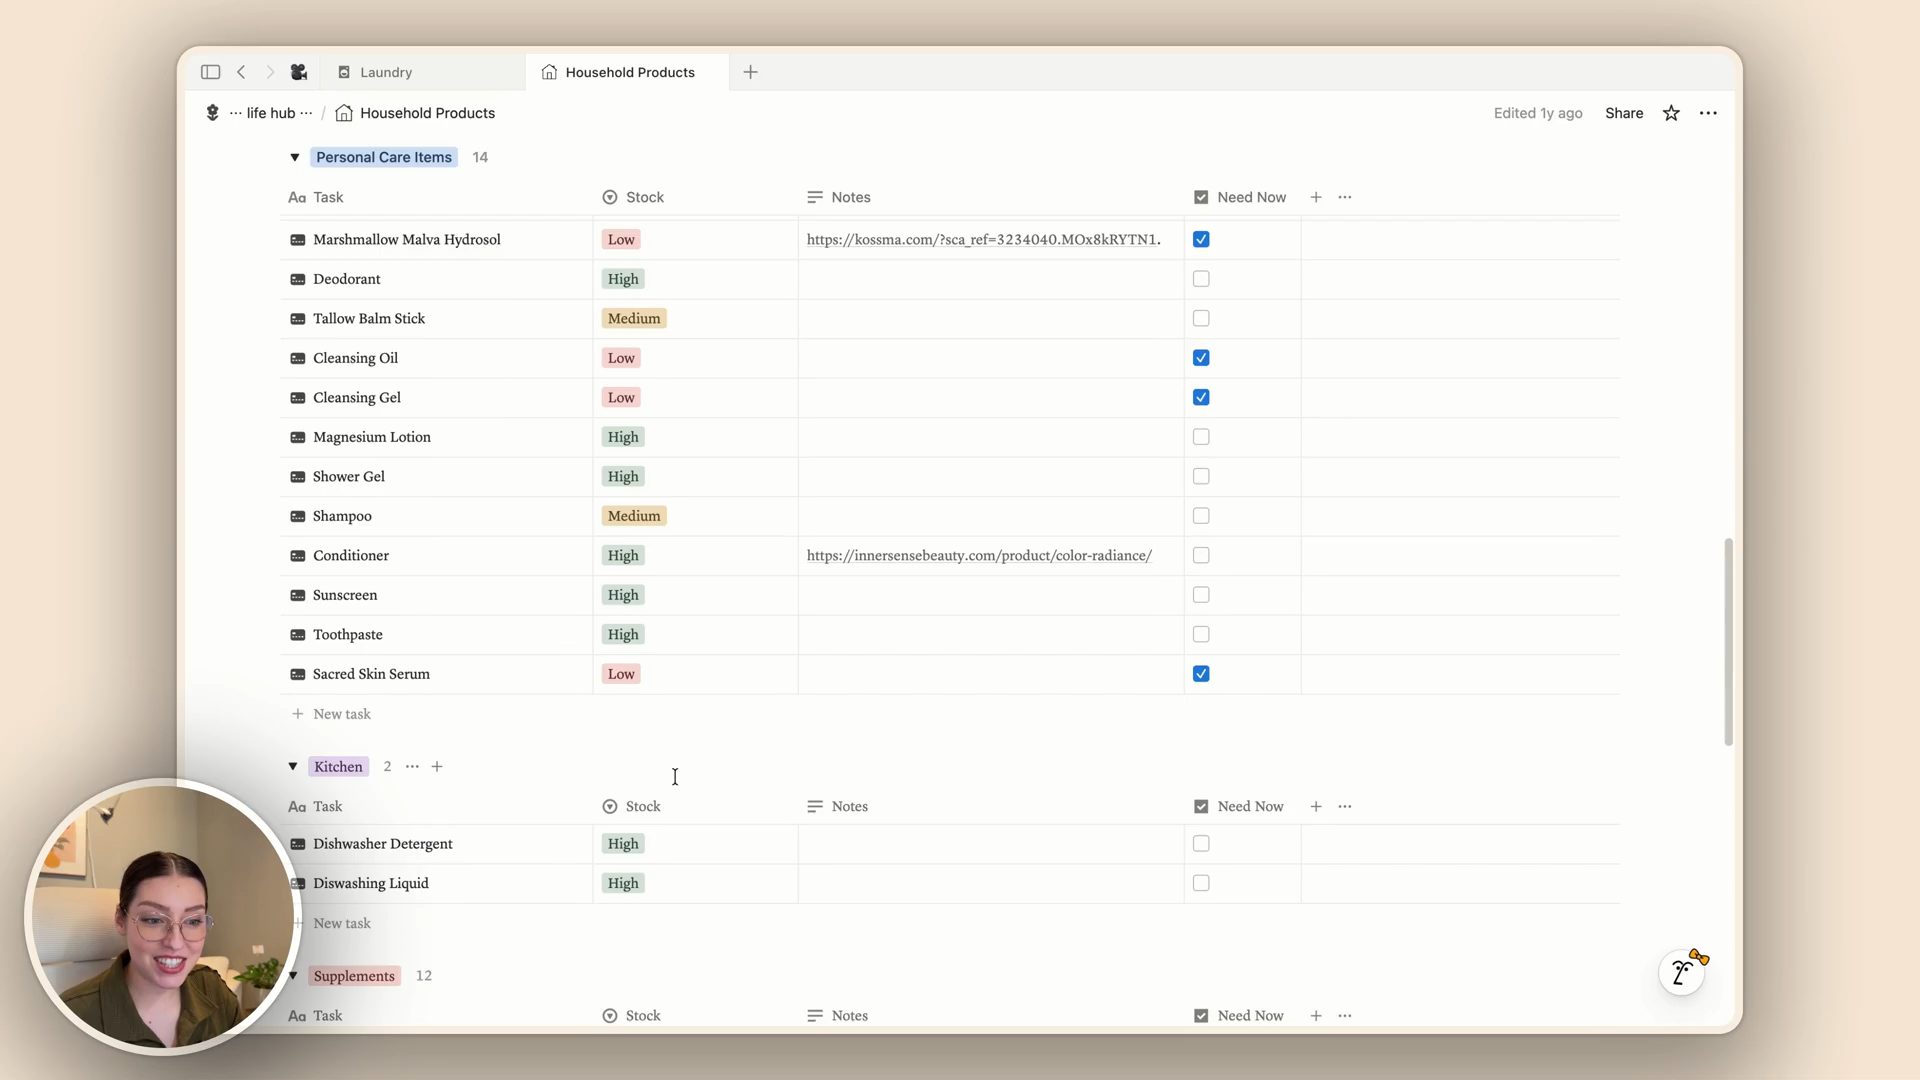 Laundry
Household Products
··· life hub ··· / Household Products
Edited 1y ago Share
Personal Care Items 14
Aa Task Stock Notes Need Now
Marshmallow Malva Hydrosol Low https://kossma.com/?sca_ref=3234040.MOx8kRYTN1.
Deodorant High
Tallow Balm Stick Medium
Cleansing Oil Low
Cleansing Gel Low
Magnesium Lotion High
Shower Gel High
Shampoo Medium
Conditioner High https://innersensebeauty.com/product/color-radiance/
Sunscreen High
Toothpaste High
Sacred Skin Serum Low
+ New task
Kitchen 2
Aa Task Stock Notes Need Now
Dishwasher Detergent High
Diswashing Liquid High
+ New task
Supplements 12
Aa Task Stock Notes Need Now